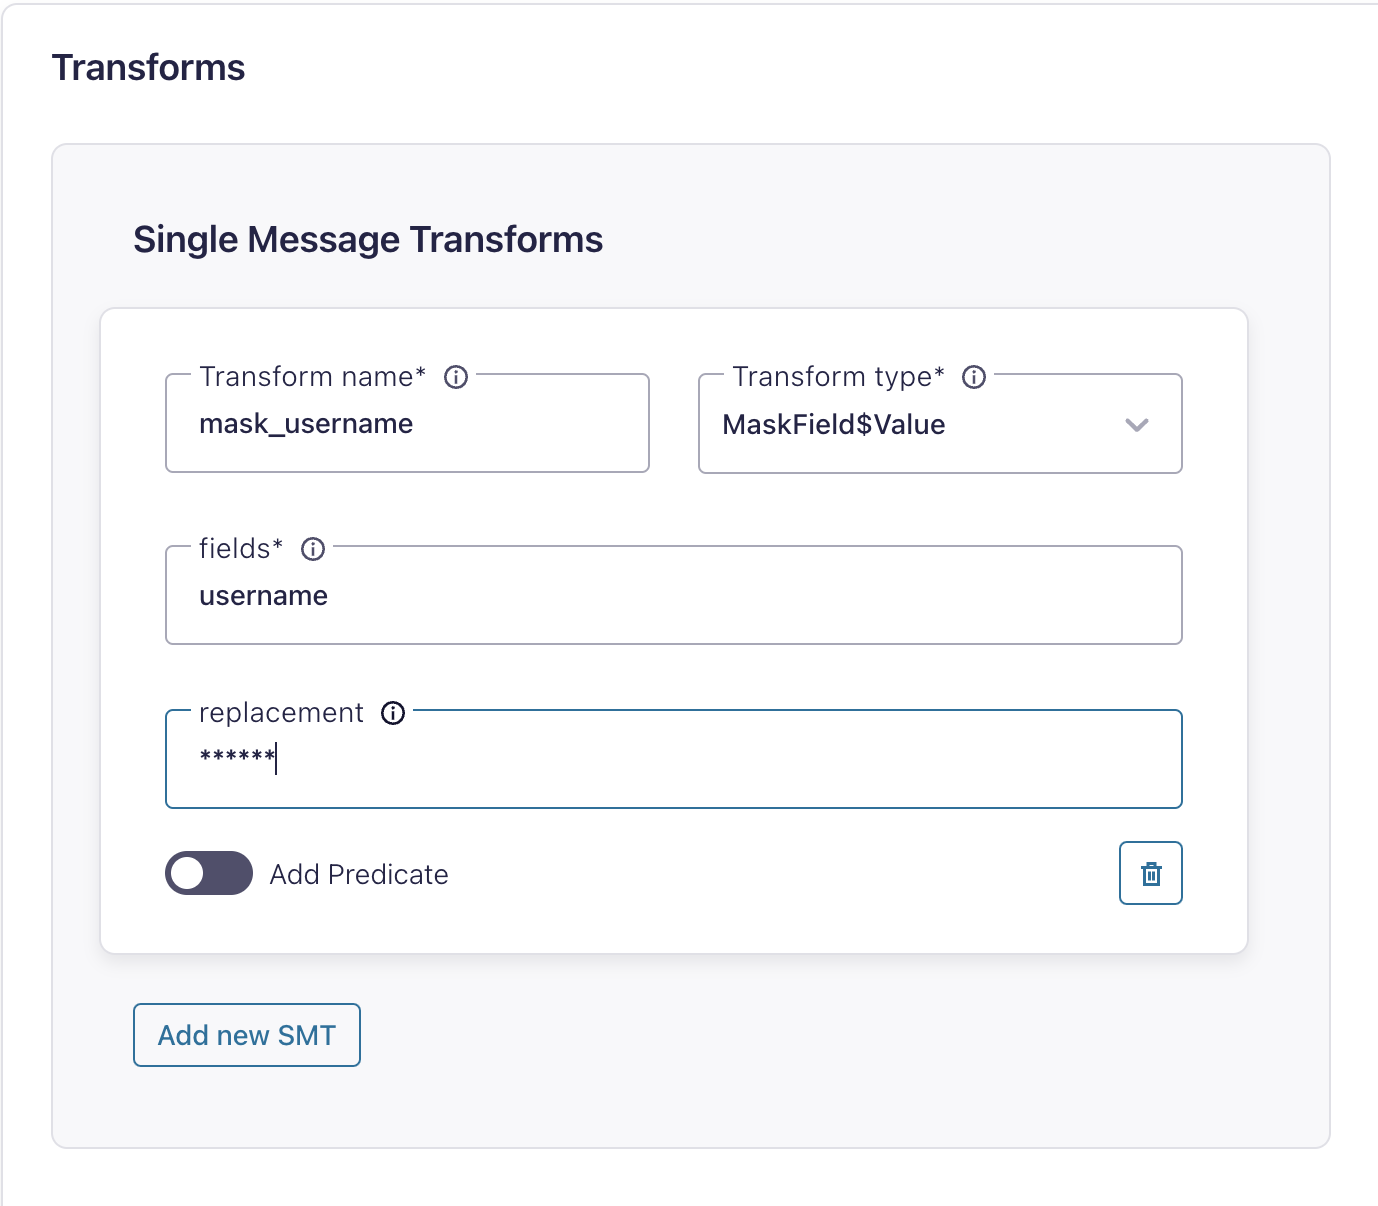 Transforms
Single Message Transforms
Transform name*
Transform type*
mask_username
MaskField$Value
fields*
username
replacement
******
Add Predicate
Add new SMT